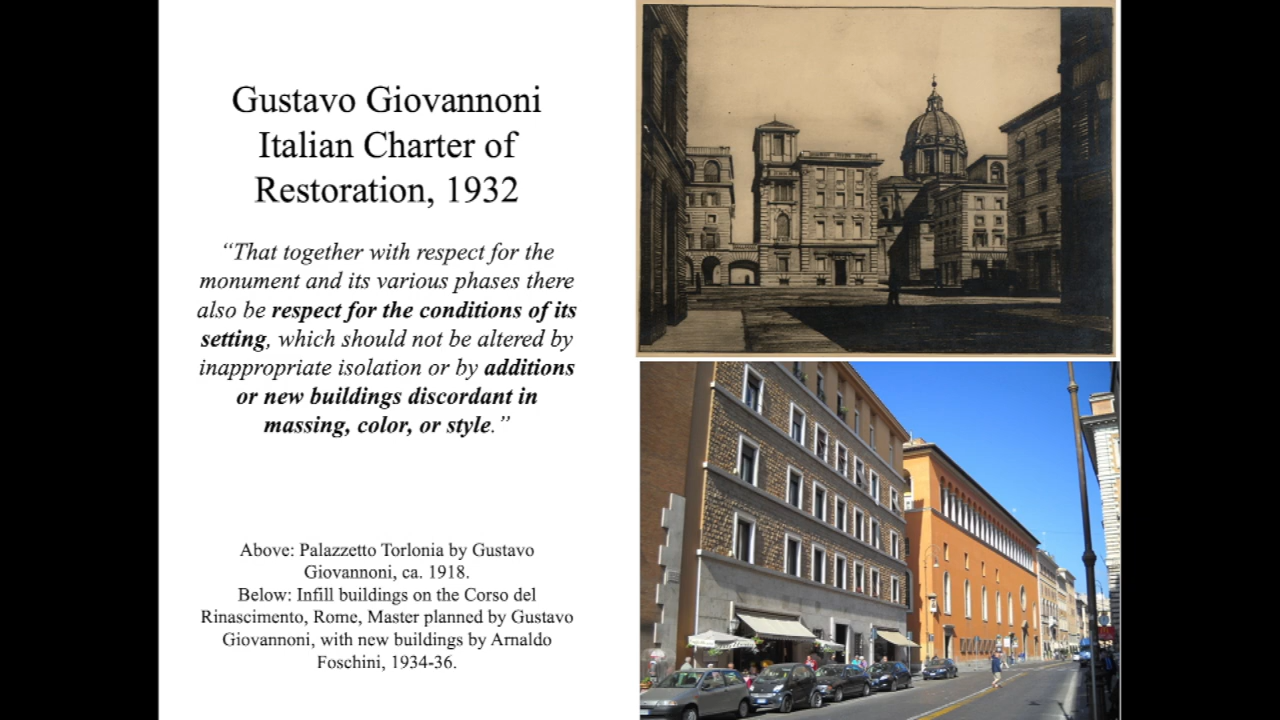 Gustavo Giovannoni
Italian Charter of
Restoration, 1932
“That together with respect for the
monument and its various phases there
also be respect for the conditions of its
setting, which should not be altered by
inappropriate isolation or by additions
or new buildings discordant in
massing, color, or style.”
Above: Palazzetto Torlonia by Gustavo
Giovannoni, ca. 1918.
Below: Infill buildings on the Corso del
Rinascimento, Rome, Master planned by Gustavo
Giovannoni, with new buildings by Arnaldo
Foschini, 1934-36.